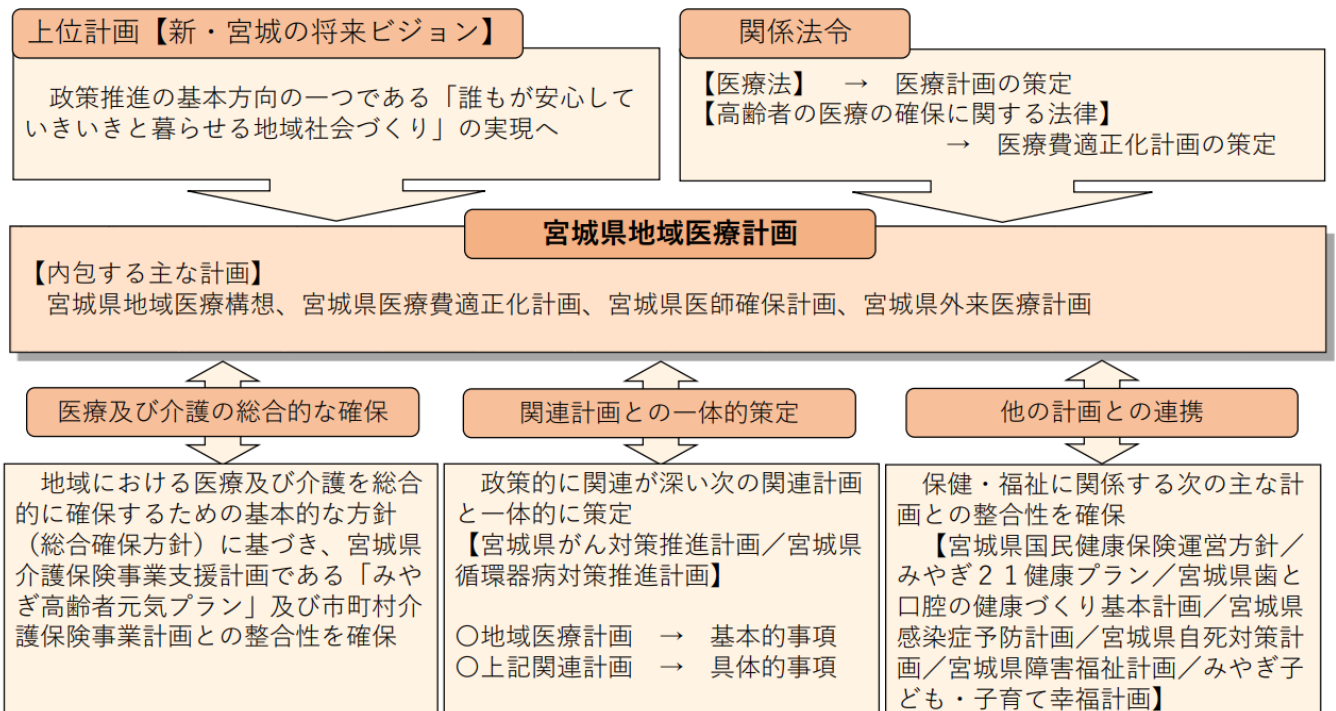 上位計画【新・宮城の将来ビジョン】
　政策推進の基本方向の一つである「誰もが安心して
いきいきと暮らせる地域社会づくり」の実現へ
関係法令
【医療法】　→　医療計画の策定
【高齢者の医療の確保に関する法律】
→　医療費適正化計画の策定
宮城県地域医療計画
【内包する主な計画】
　宮城県地域医療構想、宮城県医療費適正化計画、宮城県医師確保計画、宮城県外来医療計画
医療及び介護の総合的な確保
　地域における医療及び介護を総合
的に確保するための基本的な方針
（総合確保方針）に基づき、宮城県
介護保険事業支援計画である「みや
ぎ高齢者元気プラン」及び市町村介
護保険事業計画との整合性を確保
関連計画との一体的策定
　政策的に関連が深い次の関連計画
と一体的に策定
【宮城県がん対策推進計画／宮城県
循環器病対策推進計画】
〇地域医療計画　→　基本的事項
〇上記関連計画　→　具体的事項
他の計画との連携
　保健・福祉に関係する次の主な計
画との整合性を確保
　【宮城県国民健康保険運営方針／
みやぎ２１健康プラン／宮城県歯と
口腔の健康づくり基本計画／宮城県
感染症予防計画／宮城県自死対策計
画／宮城県障害福祉計画／みやぎ子
ども・子育て幸福計画】